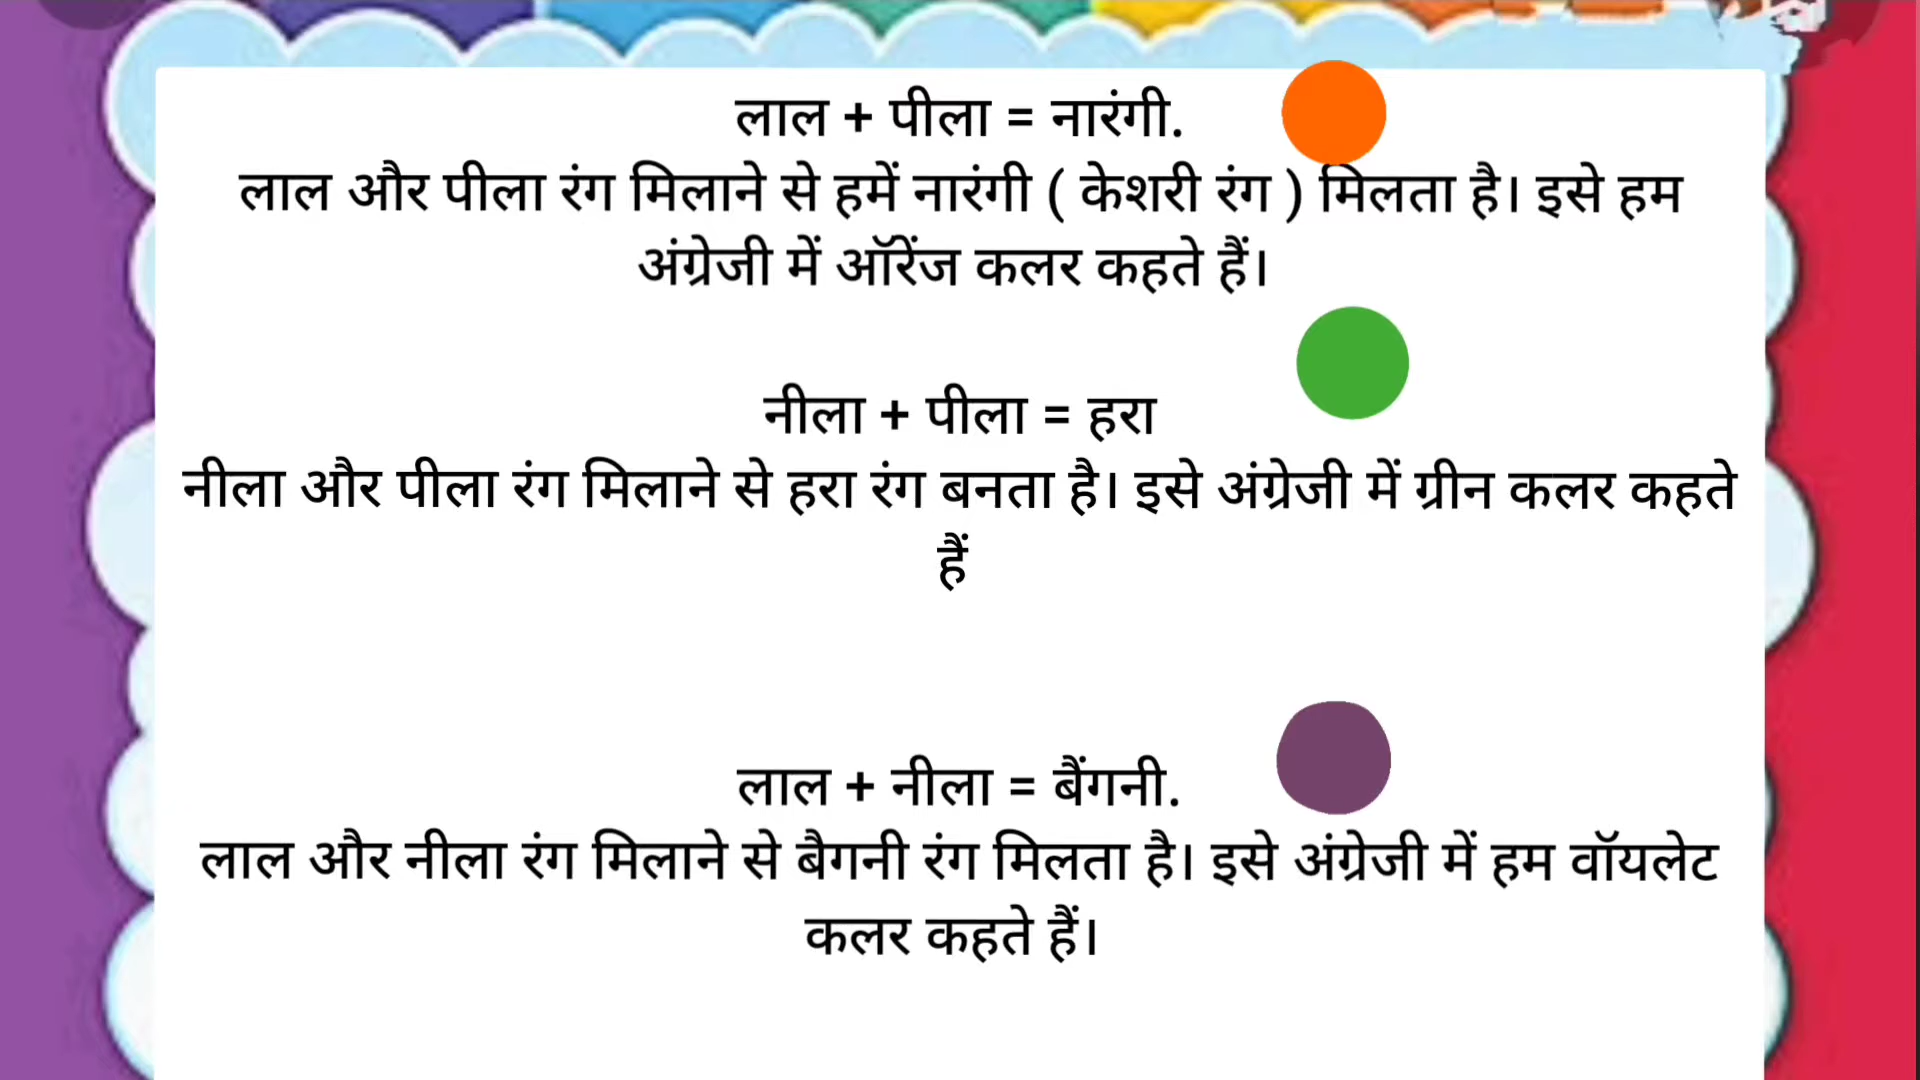 लाल + पीला = नारंगी.
लाल और पीला रंग मिलाने से हमें नारंगी ( केशरी रंग ) मिलता है। इसे हम
अंग्रेजी में ऑरेंज कलर कहते हैं।
नीला + पीला = हरा
नीला और पीला रंग मिलाने से हरा रंग बनता है। इसे अंग्रेजी में ग्रीन कलर कहते
हैं
लाल + नीला = बैंगनी.
लाल और नीला रंग मिलाने से बैगनी रंग मिलता है। इसे अंग्रेजी में हम वॉयलेट
कलर कहते हैं।